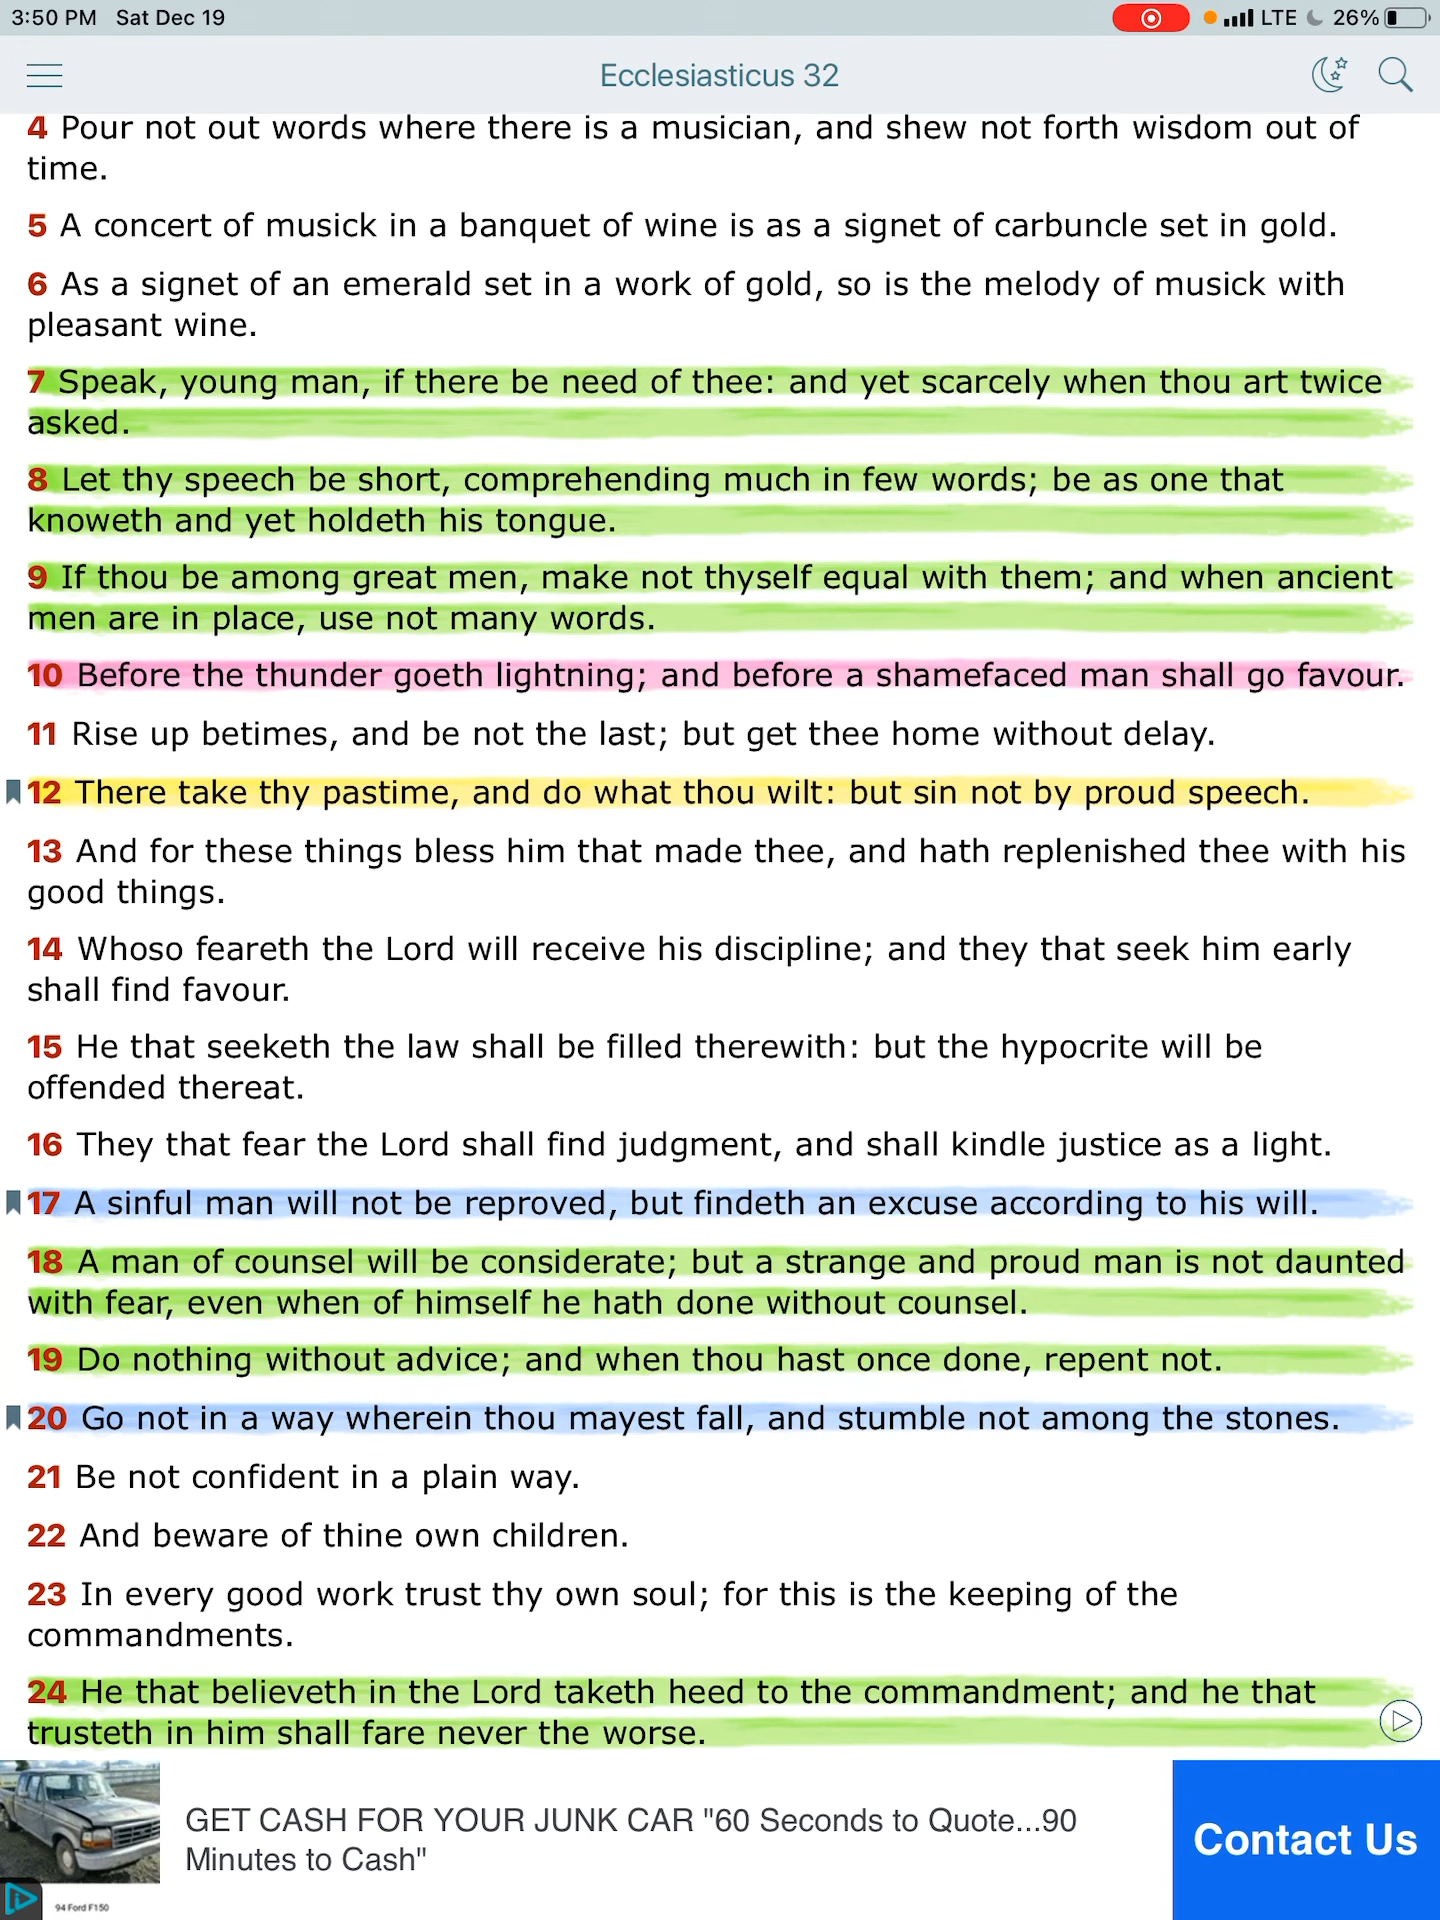 3:50 PM Sat Dec 19
LTE 26%
Ecclesiasticus 32
4 Pour not out words where there is a musician, and shew not forth wisdom out of
time.
5 A concert of musick in a banquet of wine is as a signet of carbuncle set in gold.
6 As a signet of an emerald set in a work of gold, so is the melody of musick with
pleasant wine.
7 Speak, young man, if there be need of thee: and yet scarcely when thou art twice
asked.
8 Let thy speech be short, comprehending much in few words; be as one that
knoweth and yet holdeth his tongue.
9 If thou be among great men, make not thyself equal with them; and when ancient
men are in place, use not many words.
10 Before the thunder goeth lightning; and before a shamefaced man shall go favour.
11 Rise up betimes, and be not the last; but get thee home without delay.
12 There take thy pastime, and do what thou wilt: but sin not by proud speech.
13 And for these things bless him that made thee, and hath replenished thee with his
good things.
14 Whoso feareth the Lord will receive his discipline; and they that seek him early
shall find favour.
15 He that seeketh the law shall be filled therewith: but the hypocrite will be
offended thereat.
16 They that fear the Lord shall find judgment, and shall kindle justice as a light.
17 A sinful man will not be reproved, but findeth an excuse according to his will.
18 A man of counsel will be considerate; but a strange and proud man is not daunted
with fear, even when of himself he hath done without counsel.
19 Do nothing without advice; and when thou hast once done, repent not.
20 Go not in a way wherein thou mayest fall, and stumble not among the stones.
21 Be not confident in a plain way.
22 And beware of thine own children.
23 In every good work trust thy own soul; for this is the keeping of the
commandments.
24 He that believeth in the Lord taketh heed to the commandment; and he that
trusteth in him shall fare never the worse.
GET CASH FOR YOUR JUNK CAR "60 Seconds to Quote...90
Minutes to Cash"
Contact Us
94 Ford F150